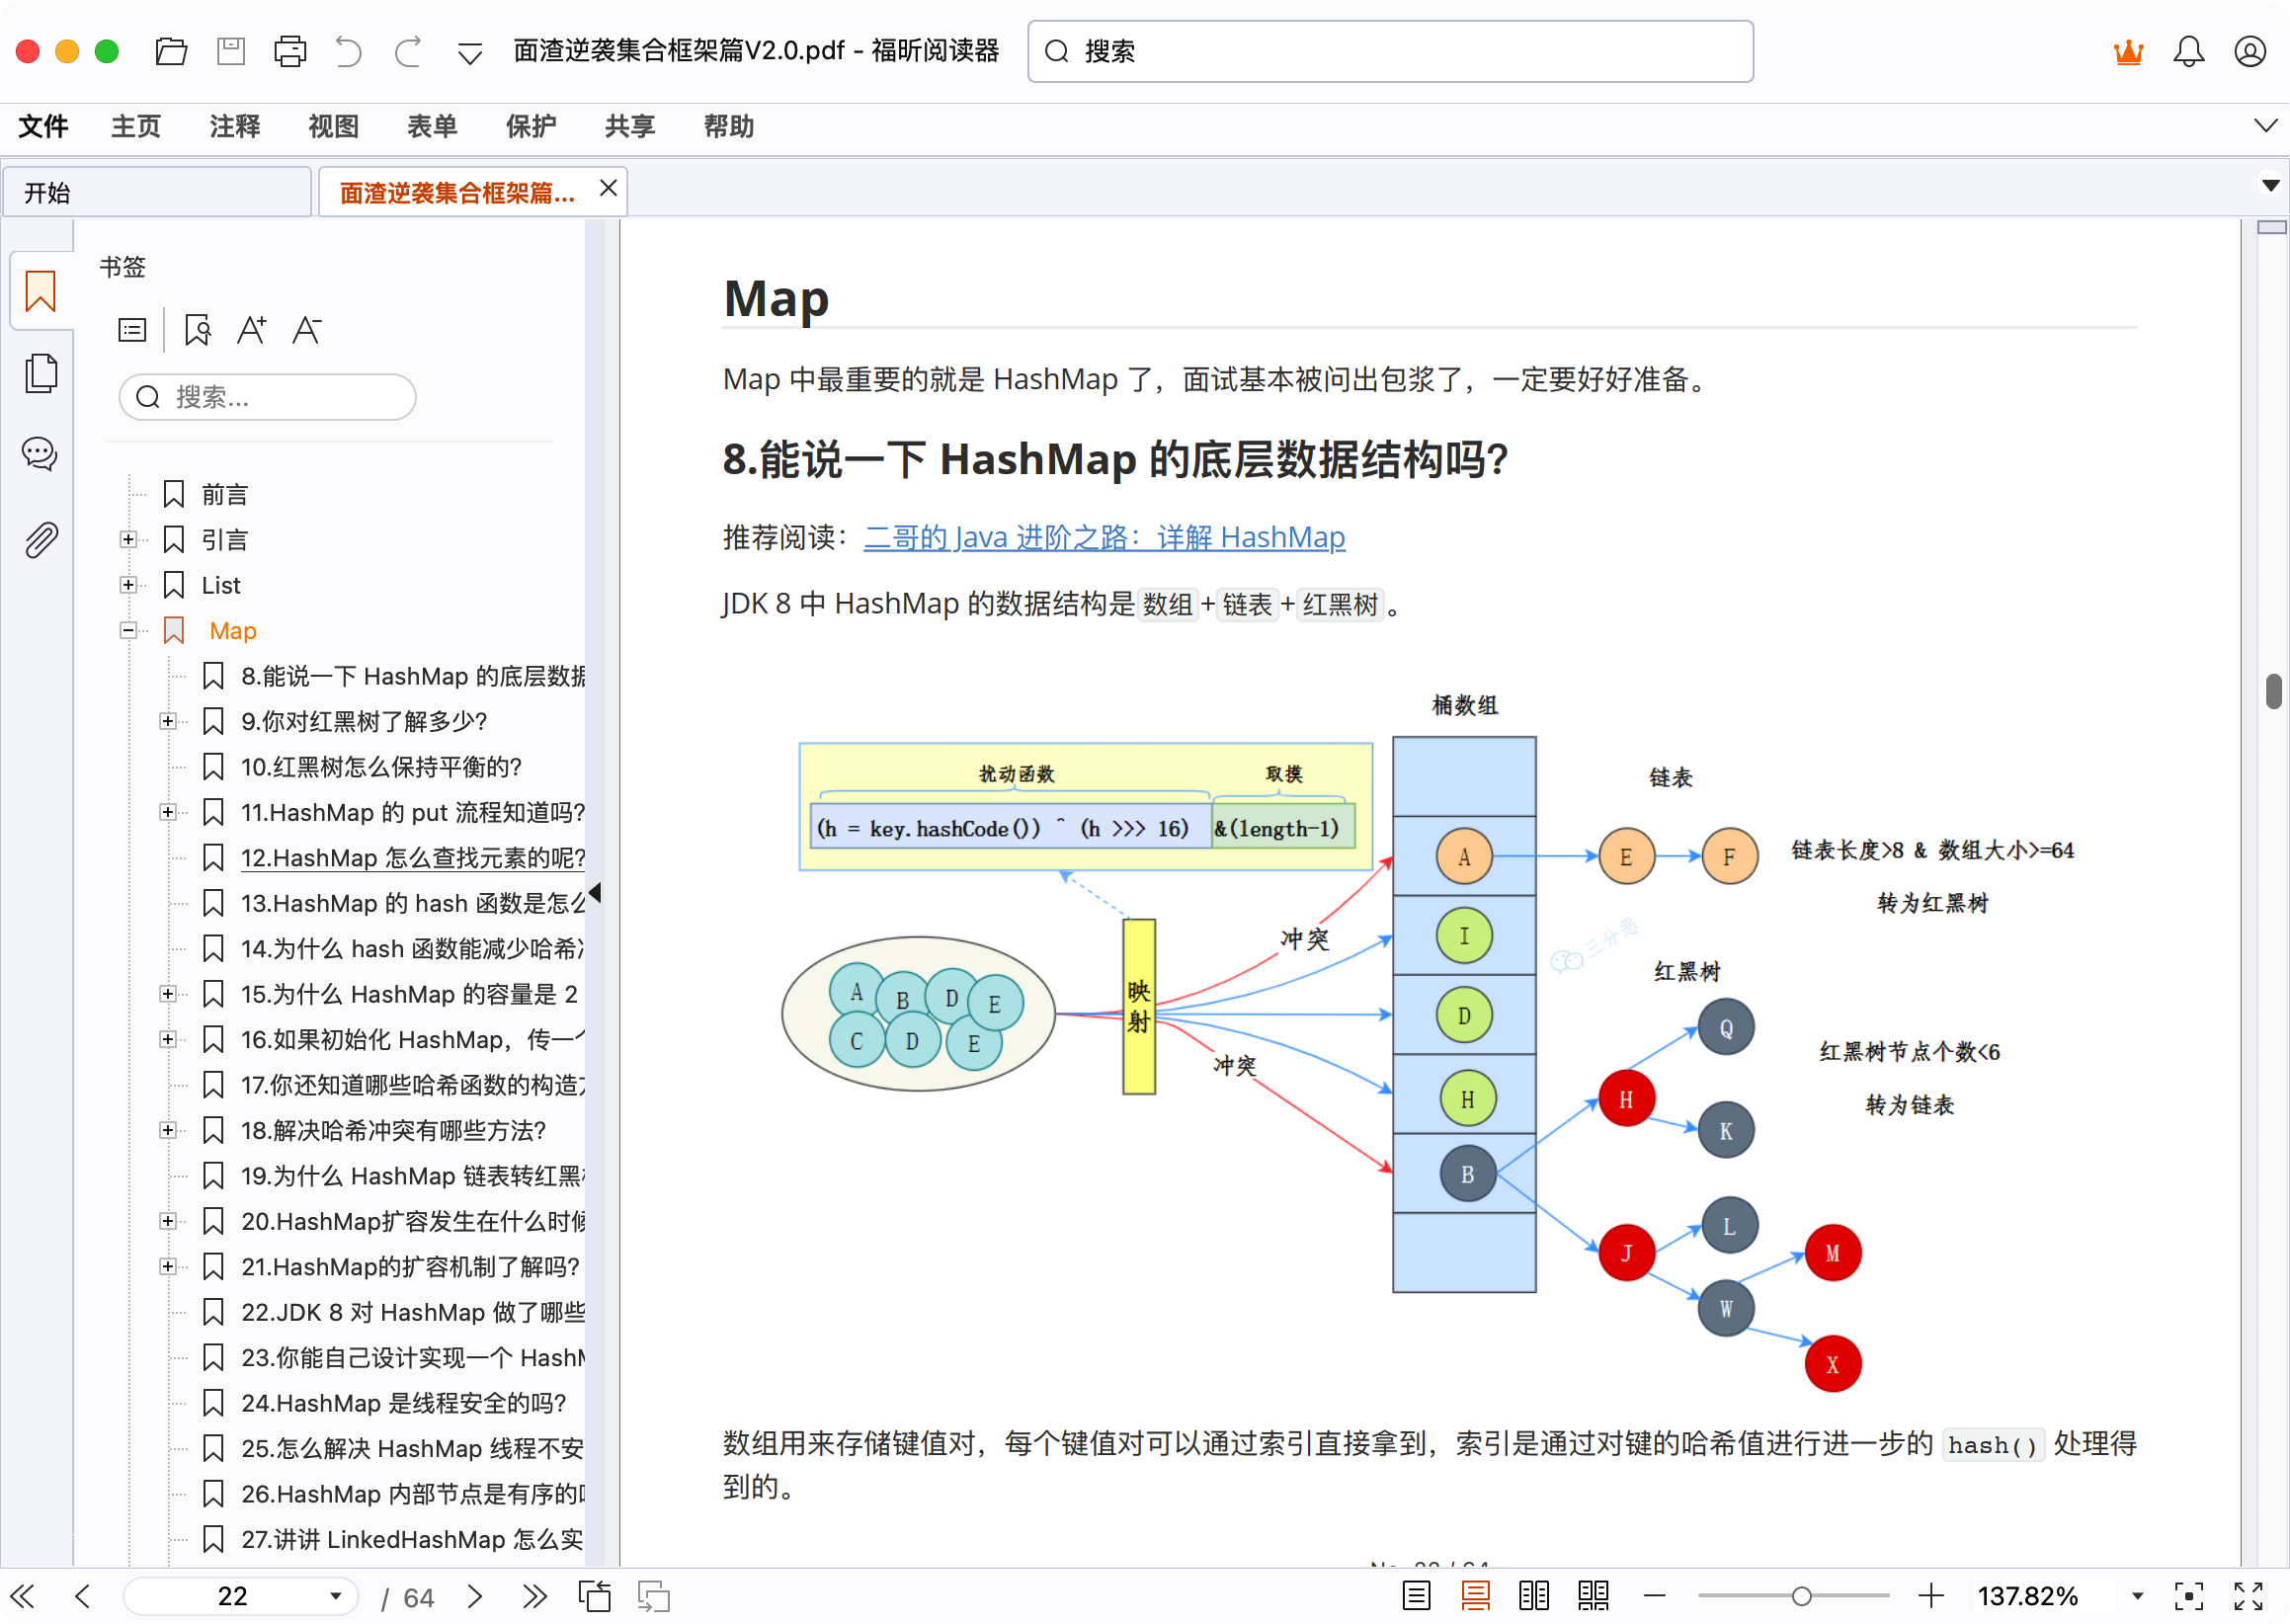 面渣逆袭集合框架篇V2.0.pdf - 福昕阅读器
搜索
文件 主页 注释 视图 表单 保护 共享 帮助
开始
面渣逆袭集合框架篇...
书签
搜索...
前言
引言
List
Map
8.能说一下 HashMap 的底层数据
9.你对红黑树了解多少?
10.红黑树怎么保持平衡的?
11.HashMap 的 put 流程知道吗?
12.HashMap 怎么查找元素的呢?
13.HashMap 的 hash 函数是怎么
14.为什么 hash 函数能减少哈希
15.为什么 HashMap 的容量是 2
16.如果初始化 HashMap，传一个
17.你还知道哪些哈希函数的构造
18.解决哈希冲突有哪些方法?
19.为什么 HashMap 链表转红黑
20.HashMap扩容发生在什么时候
21.HashMap的扩容机制了解吗?
22.JDK 8 对 HashMap 做了哪些
23.你能自己设计实现一个 Hash
24.HashMap 是线程安全的吗?
25.怎么解决 HashMap 线程不安
26.HashMap 内部节点是有序的
27.讲讲 LinkedHashMap 怎么实
Map
Map 中最重要的就是 HashMap 了，面试基本被问出包浆了，一定要好好准备。
8.能说一下 HashMap 的底层数据结构吗?
推荐阅读：二哥的 Java 进阶之路：详解 HashMap
JDK 8 中 HashMap 的数据结构是数组+链表+红黑树。
桶数组
扰动函数 取摸
(h = key.hashCode()) ^ (h >>> 16) &(length-1)
链表
A E F
链表长度>8 & 数组大小>=64
转为红黑树
冲突
I
三分恶
红黑树
A B D E
C D E
映射
D
Q
红黑树节点个数<6
冲突
H
H
K
转为链表
B
L
J
M
W
X
数组用来存储键值对，每个键值对可以通过索引直接拿到，索引是通过对键的哈希值进行进一步的 hash() 处理得
到的。
22 / 64
137.82%